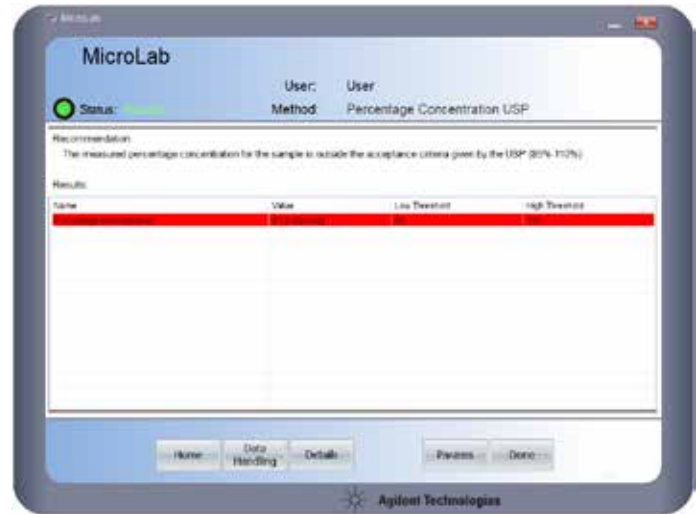 MicroLab
MicroLab
User: User
Status:
Method Percentage Concentration USP
Recommendation
The measured percentage concentration for the sample is outside the acceptance criteria given by the USP (85%-110%)
Results
Name Value Low Threshold High Threshold
Home Data Handling Details Params Done
Agilent Technologies